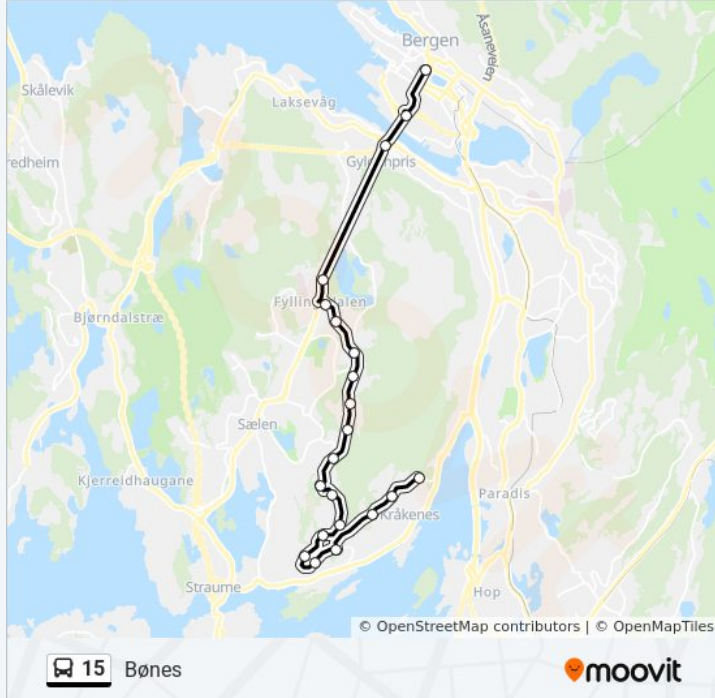 Bergen
Åsaneveien
Skålevik
Laksevåg
redheim
Gyldenpris
Fyllingsdalen
Bjørndalstræ
Sælen
Kjerreidhaugane
Paradis
Kråkenes
Straume
Hop
© OpenStreetMap contributors | © OpenMapTiles
15 Bønes
moovit